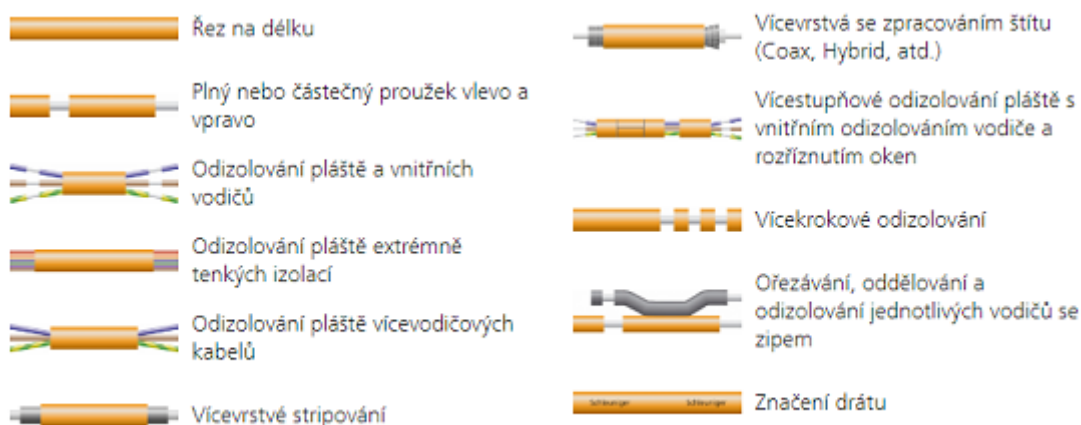 Řez na délku
Plný nebo částečný proužek vlevo a
vpravo
Odizolování pláště a vnitřních
vodičů
Odizolování pláště extrémně
tenkých izolací
Odizolování pláště vícevodičových
kabelů
Vícevrstvé stripování
Vícevrstvá se zpracováním štítu
(Coax, Hybrid, atd.)
Vícestupňové odizolování pláště s
vnitřním odizolováním vodiče a
rozříznutím oken
Vícekrokové odizolování
Ořezávání, oddělování a
odizolování jednotlivých vodičů se
zipem
Schleuniger Schleuniger Značení drátu